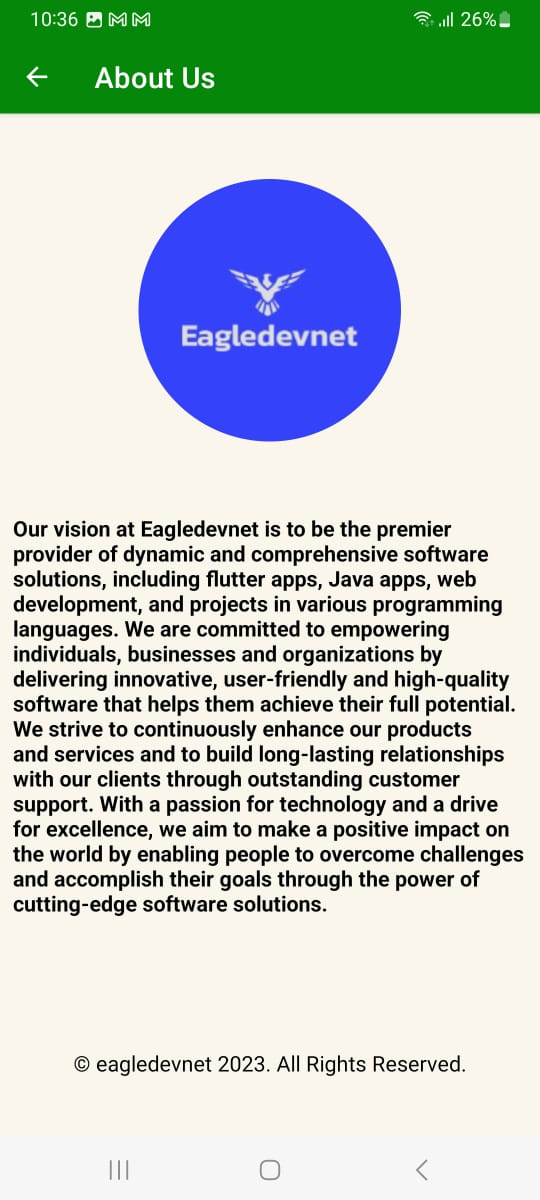 10:36 26%
About Us
Eagledevnet
Our vision at Eagledevnet is to be the premier
provider of dynamic and comprehensive software
solutions, including flutter apps, Java apps, web
development, and projects in various programming
languages. We are committed to empowering
individuals, businesses and organizations by
delivering innovative, user-friendly and high-quality
software that helps them achieve their full potential.
We strive to continuously enhance our products
and services and to build long-lasting relationships
with our clients through outstanding customer
support. With a passion for technology and a drive
for excellence, we aim to make a positive impact on
the world by enabling people to overcome challenges
and accomplish their goals through the power of
cutting-edge software solutions.
© eagledevnet 2023. All Rights Reserved.